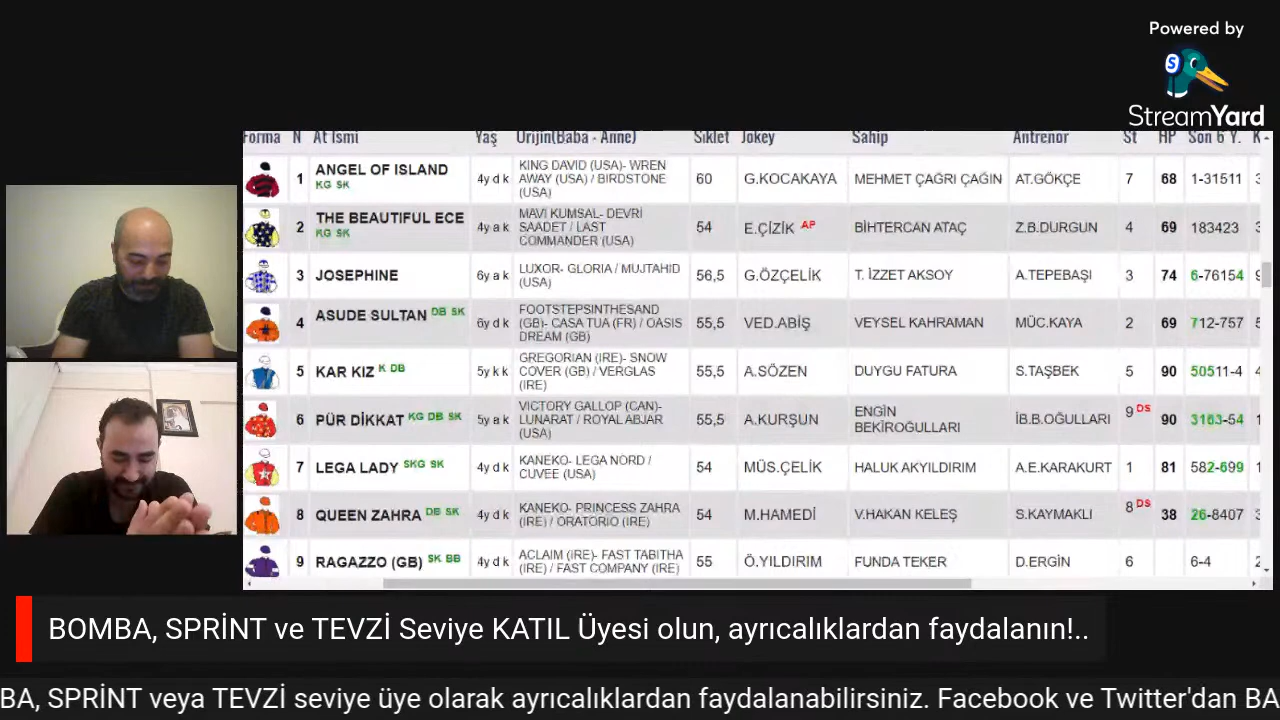 Powered by
StreamYard
Forma N At İsmi Yaş Orijin(Baba - Anne) Sıklet Jokey Sahip Antrenör St HP Son 6 Y. K
1 ANGEL OF ISLAND KG SK 4y d k KING DAVID (USA)- WREN AWAY (USA) / BIRDSTONE (USA) 60 G.KOCAKAYA MEHMET ÇAĞRI ÇAĞIN AT.GÖKÇE 7 68 1-31511
2 THE BEAUTIFUL ECE KG SK 4y a k MAVİ KUMSAL- DEVRİ SAADET / LAST COMMANDER (USA) 54 E.ÇİZİK AP BİHTERCAN ATAÇ Z.B.DURGUN 4 69 183423
3 JOSEPHINE 6y a k LUXOR- GLORIA / MUJTAHID (USA) 56,5 G.ÖZÇELİK T. İZZET AKSOY A.TEPEBAŞI 3 74 6-76154
4 ASUDE SULTAN DB SK 6y d k FOOTSTEPSINTHESAND (GB)- CASA TUA (FR) / OASIS DREAM (GB) 55,5 VED.ABİŞ VEYSEL KAHRAMAN MÜC.KAYA 2 69 712-757
5 KAR KIZ K DB 5y k k GREGORIAN (IRE)- SNOW COVER (GB) / VERGLAS (IRE) 55,5 A.SÖZEN DUYGU FATURA S.TAŞBEK 5 90 50511-4
6 PÜR DİKKAT KG DB SK 5y a k VICTORY GALLOP (CAN)- LUNARAT / ROYAL ABJAR (USA) 55,5 A.KURŞUN ENGİN BEKİROĞULLARI İB.B.OĞULLARI 9 DS 90 3163-54
7 LEGA LADY SKG SK 4y d k KANEKO- LEGA NORD / CUVEE (USA) 54 MÜS.ÇELİK HALUK AKYILDIRIM A.E.KARAKURT 1 81 582-699
8 QUEEN ZAHRA DB SK 4y d k KANEKO- PRINCESS ZAHRA (IRE) / ORATORIO (IRE) 54 M.HAMEDİ V.HAKAN KELEŞ S.KAYMAKLI 8 DS 38 26-8407
9 RAGAZZO (GB) SK BB 4y d k ACLAIM (IRE)- FAST TABITHA (IRE) / FAST COMPANY (IRE) 55 Ö.YILDIRIM FUNDA TEKER D.ERGİN 6 6-4
BOMBA, SPRİNT ve TEVZİ Seviye KATIL Üyesi olun, ayrıcalıklardan faydalanın!..
BA, SPRİNT veya TEVZİ seviye üye olarak ayrıcalıklardan faydalanabilirsiniz. Facebook ve Twitter'dan BA